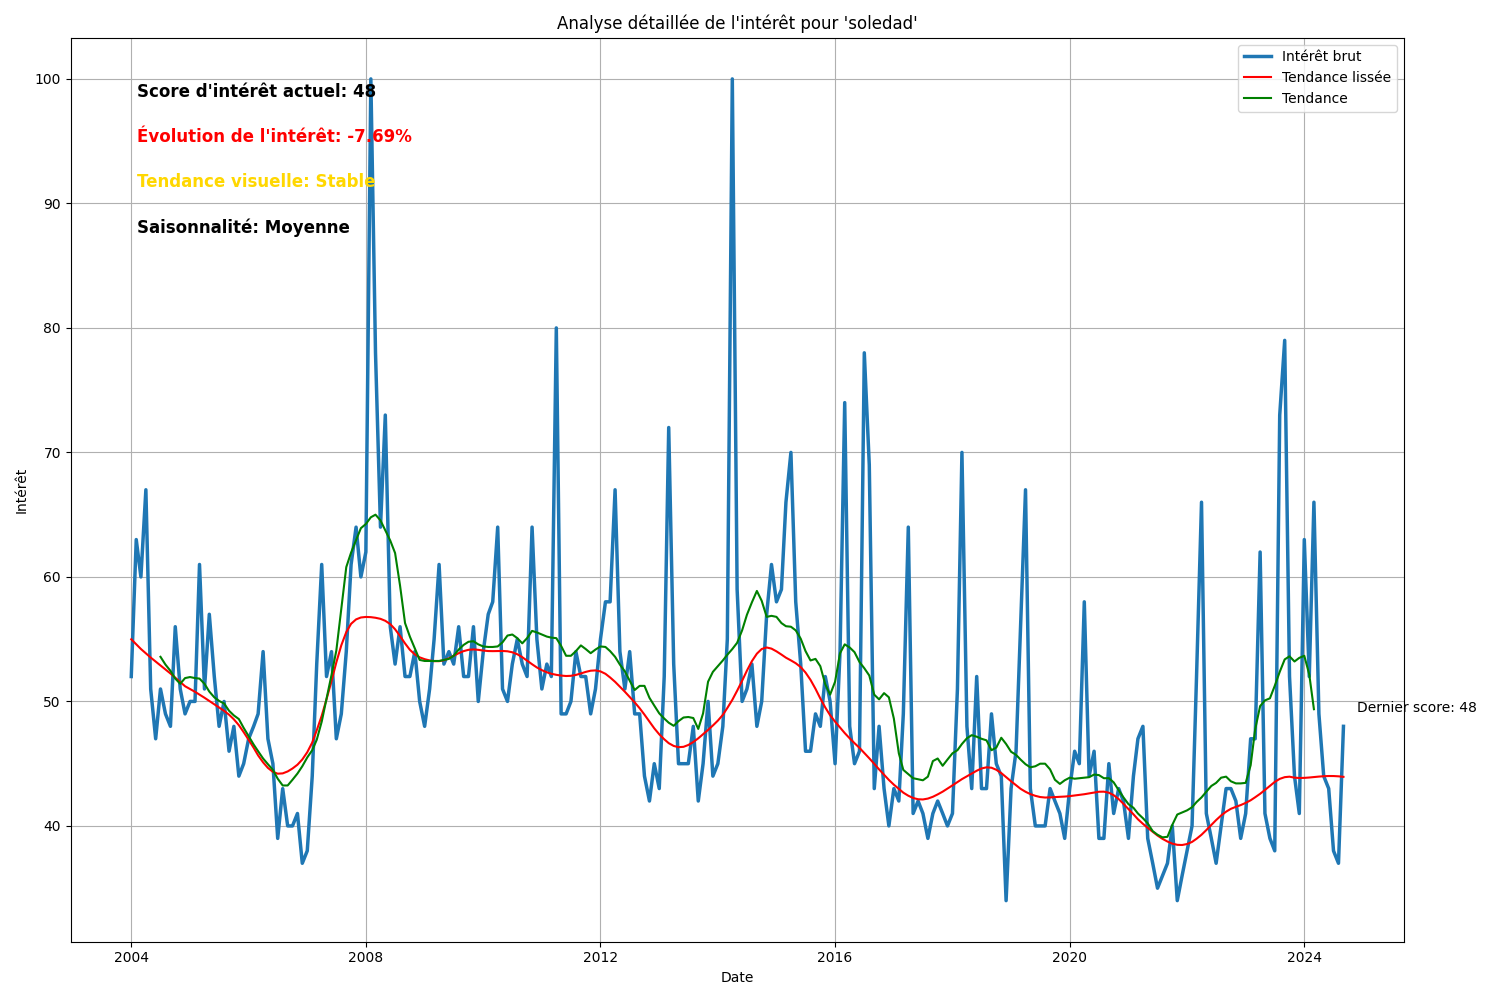 Analyse détaillée de l'intérêt pour 'soledad'
Intérêt brut
Tendance lissée
Tendance
Score d'intérêt actuel: 48
Évolution de l'intérêt: -7.69%
Tendance visuelle: Stable
Saisonnalité: Moyenne
100
90
80
70
60
50
40
Intérêt
Dernier score: 48
2004
2008
2012
2016
2020
2024
Date